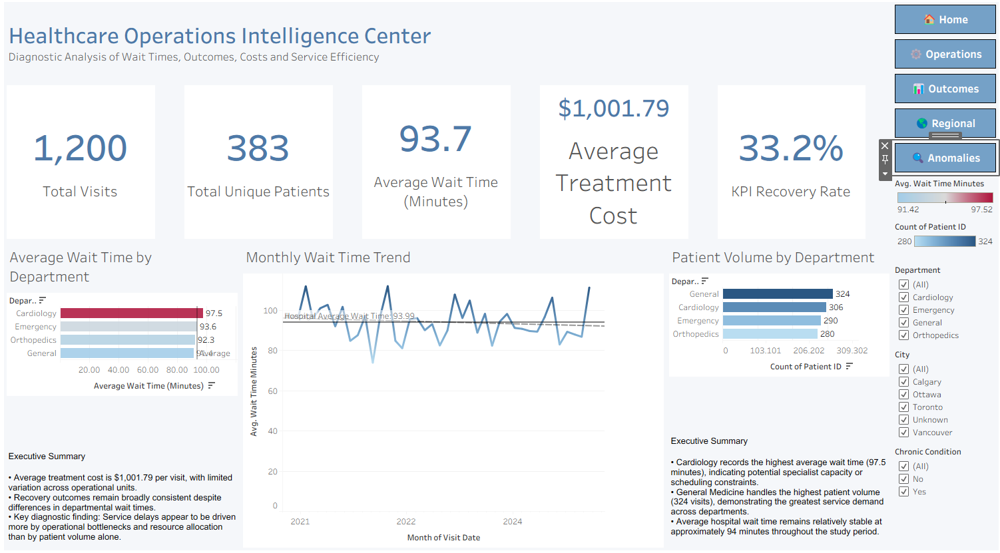 Healthcare Operations Intelligence Center
Diagnostic Analysis of Wait Times, Outcomes, Costs and Service Efficiency
1,200
Total Visits
383
Total Unique Patients
93.7
Average Wait Time
(Minutes)
$1,001.79
Average
Treatment
Cost
33.2%
KPI Recovery Rate
Home
Operations
Outcomes
Regional
Anomalies
Avg. Wait Time Minutes
91.42 97.52
Count of Patient ID
280 324
Department
(All)
Cardiology
Emergency
General
Orthopedics
City
(All)
Calgary
Ottawa
Toronto
Unknown
Vancouver
Chronic Condition
(All)
No
Yes
Average Wait Time by
Department
Depar..
Cardiology 97.5
Emergency 93.6
Orthopedics 92.3
General 91.4 Average
20.00 40.00 60.00 80.00 100.00
Average Wait Time (Minutes)
Monthly Wait Time Trend
Hospital Average Wait Time: 93.99
100
80
60
40
20
0
Avg. Wait Time Minutes
2021 2022 2024
Month of Visit Date
Patient Volume by Department
Depar..
General 324
Cardiology 306
Emergency 290
Orthopedics 280
0 103.101 206.202 309.302
Count of Patient ID
Executive Summary
• Average treatment cost is $1,001.79 per visit, with limited
variation across operational units.
• Recovery outcomes remain broadly consistent despite
differences in departmental wait times.
• Key diagnostic finding: Service delays appear to be driven
more by operational bottlenecks and resource allocation
than by patient volume alone.
Executive Summary
• Cardiology records the highest average wait time (97.5
minutes), indicating potential specialist capacity or
scheduling constraints.
• General Medicine handles the highest patient volume
(324 visits), demonstrating the greatest service demand
across departments.
• Average hospital wait time remains relatively stable at
approximately 94 minutes throughout the study period.